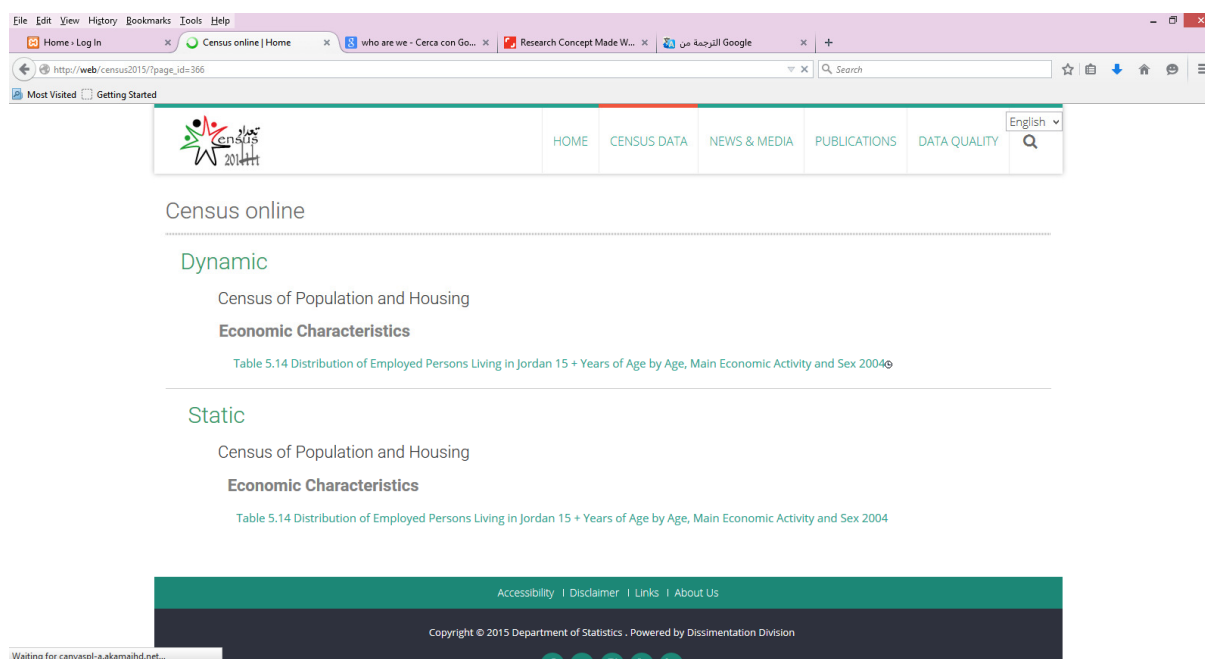 File Edit View History Bookmarks Tools Help
Home › Log In
Census online | Home
who are we - Cerca con Go...
Research Concept Made W...
الترجمة من Google
http://web/census2015/?page_id=366
Search
Most Visited Getting Started
English
تعداد
Census
201
HOME CENSUS DATA NEWS & MEDIA PUBLICATIONS DATA QUALITY
Census online
Dynamic
Census of Population and Housing
Economic Characteristics
Table 5.14 Distribution of Employed Persons Living in Jordan 15 + Years of Age by Age, Main Economic Activity and Sex 2004
Static
Census of Population and Housing
Economic Characteristics
Table 5.14 Distribution of Employed Persons Living in Jordan 15 + Years of Age by Age, Main Economic Activity and Sex 2004
Accessibility | Disclaimer | Links | About Us
Copyright © 2015 Department of Statistics . Powered by Dissimentation Division
Waiting for canvaspl-a.akamaihd.net...